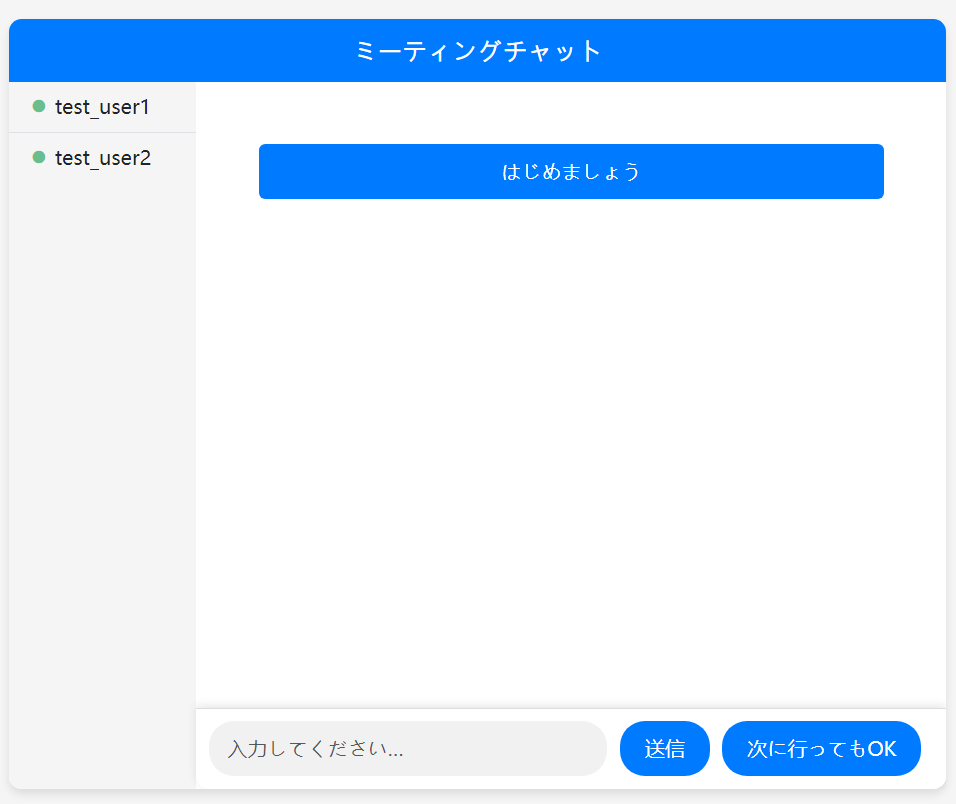 ミーティングチャット
test_user1
test_user2
はじめましょう
入力してください...
送信
次に行ってもOK